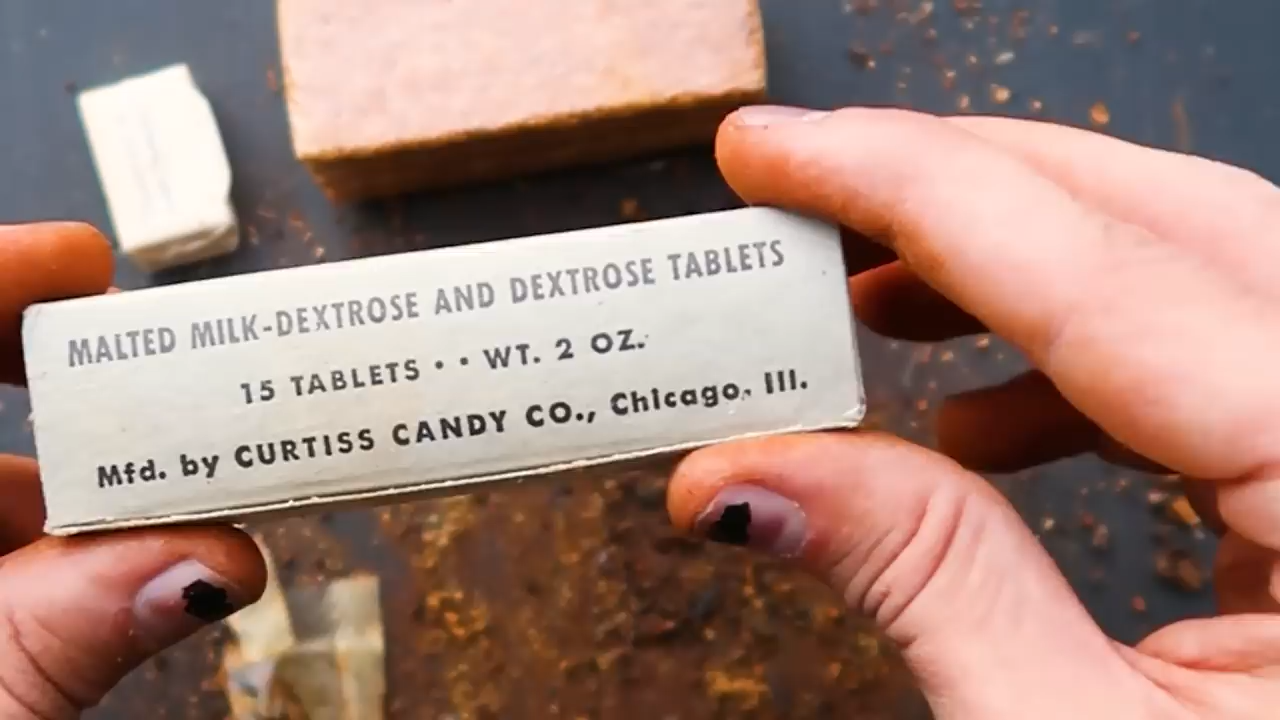 MALTED MILK-DEXTROSE AND DEXTROSE TABLETS
15 TABLETS • • WT. 2 OZ.
Mfd. by CURTISS CANDY CO., Chicago, Ill.